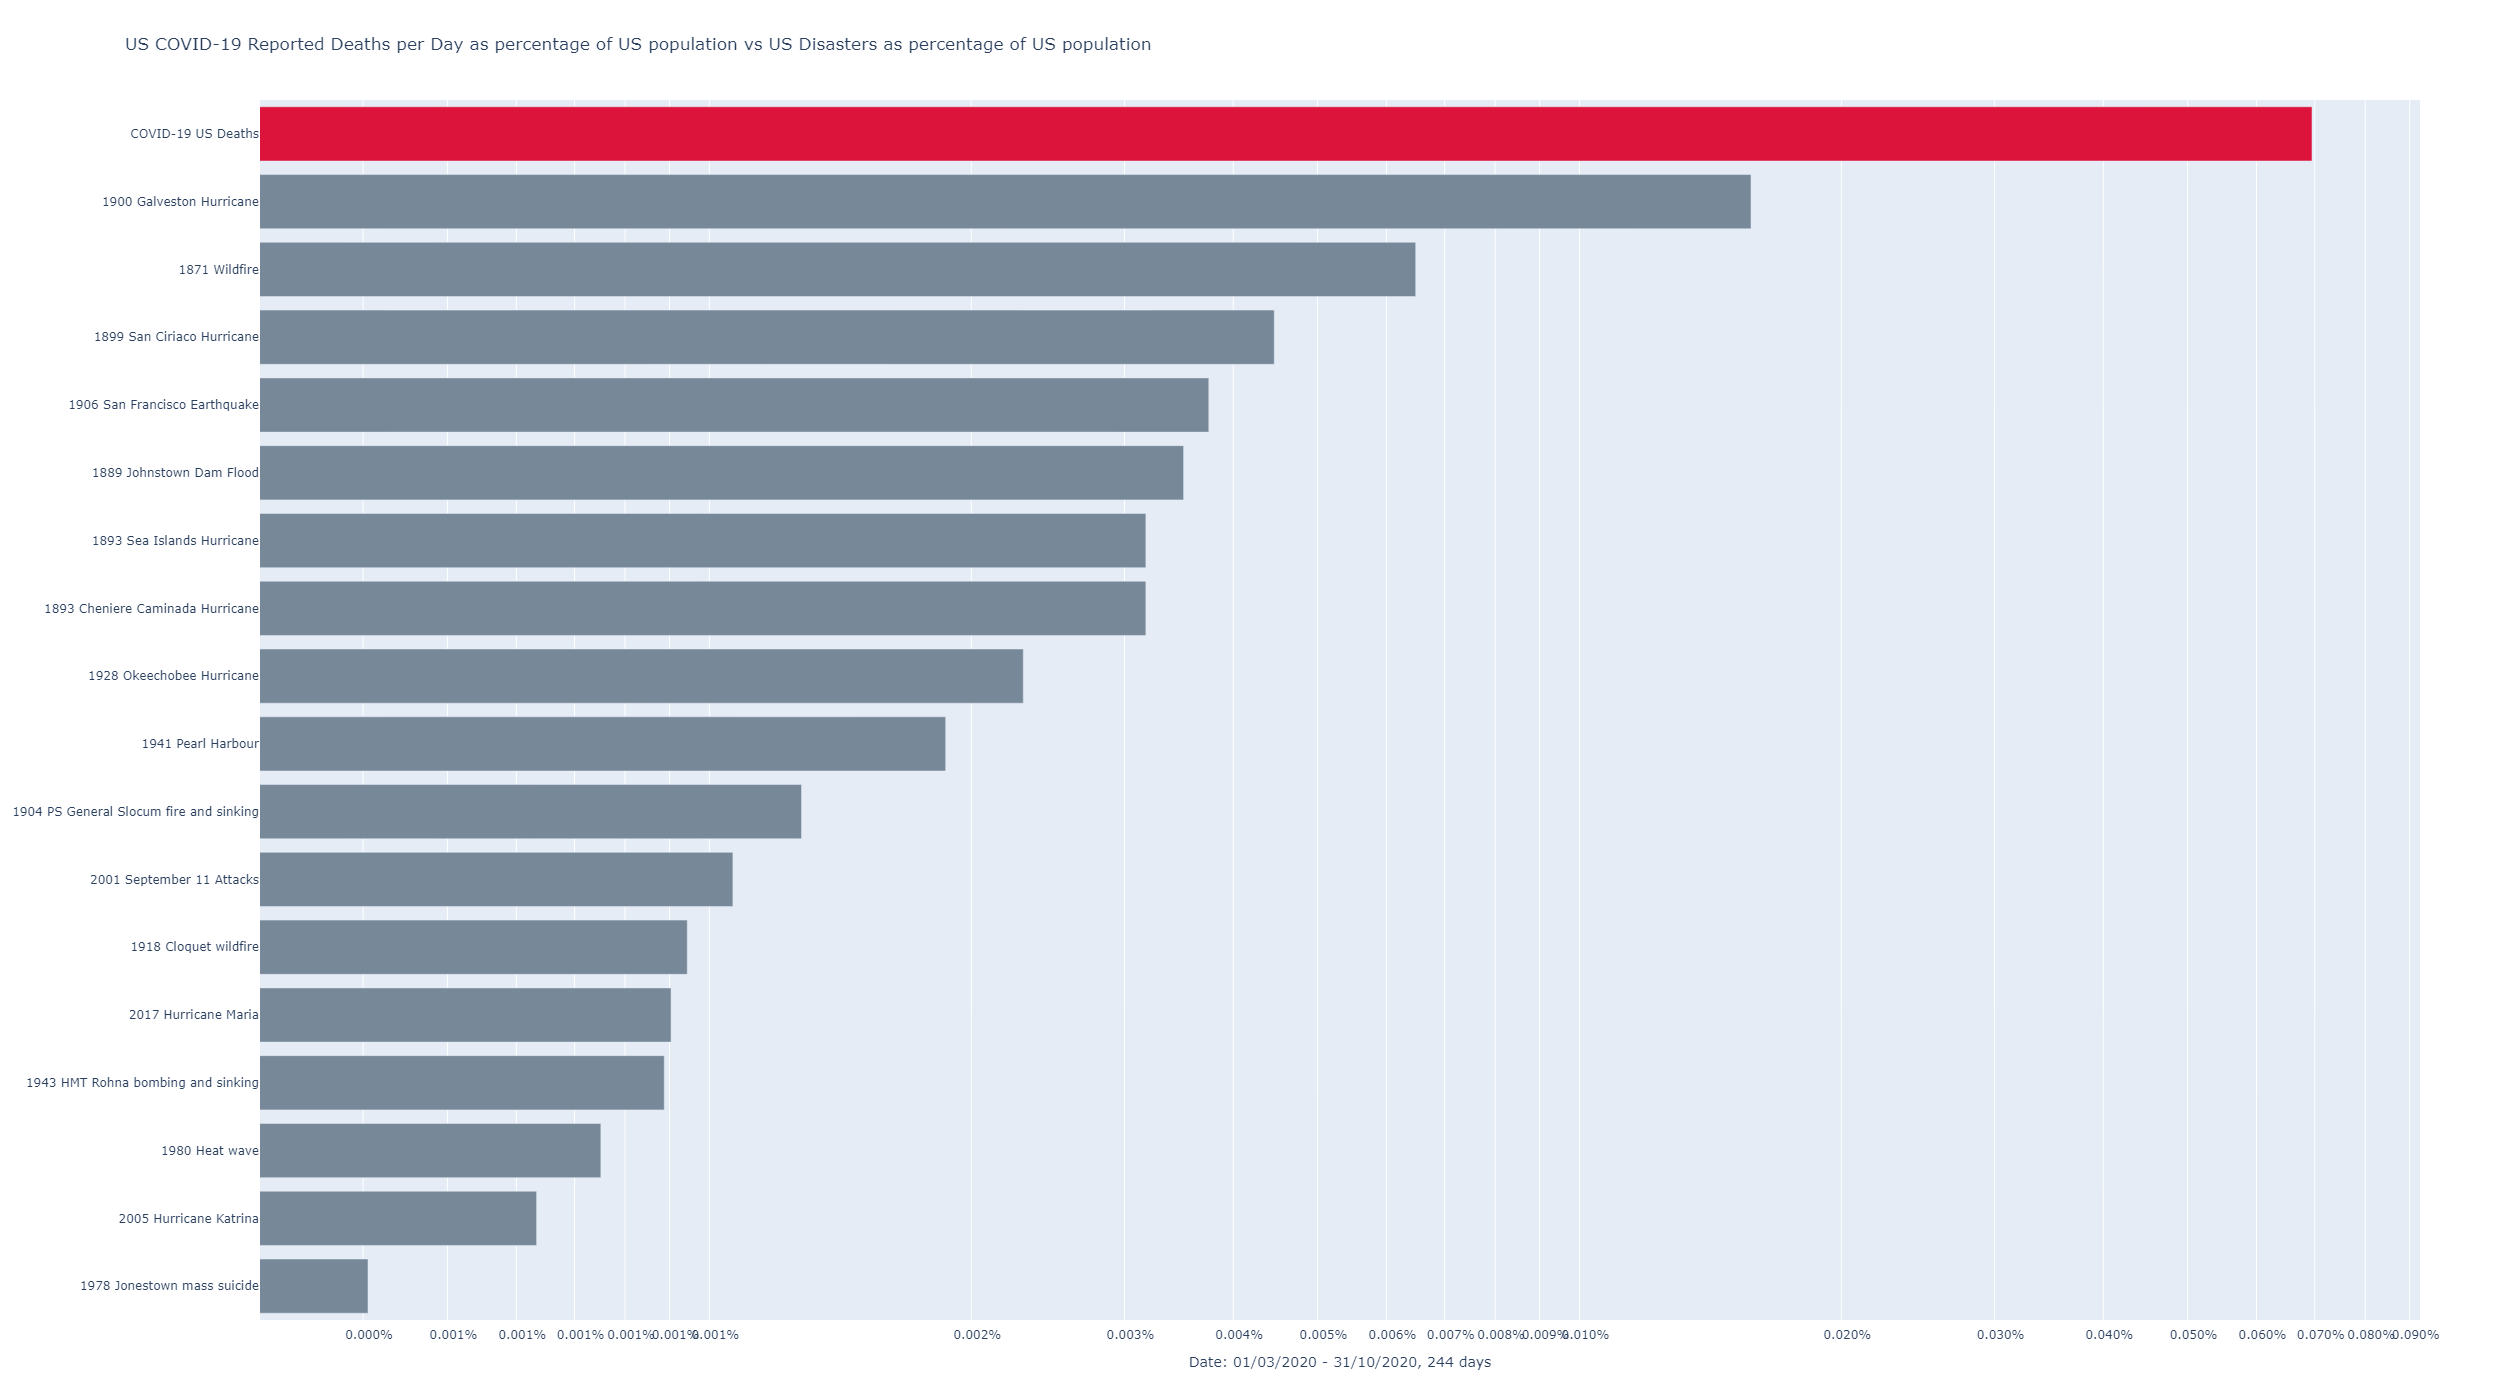 US COVID-19 Reported Deaths per Day as percentage of US population vs US Disasters as percentage of US population
COVID-19 US Deaths
1900 Galveston Hurricane
1871 Wildfire
1899 San Ciriaco Hurricane
1906 San Francisco Earthquake
1889 Johnstown Dam Flood
1893 Sea Islands Hurricane
1893 Cheniere Caminada Hurricane
1928 Okeechobee Hurricane
1941 Pearl Harbour
1904 PS General Slocum fire and sinking
2001 September 11 Attacks
1918 Cloquet wildfire
2017 Hurricane Maria
1943 HMT Rohna bombing and sinking
1980 Heat wave
2005 Hurricane Katrina
1978 Jonestown mass suicide
0.000% 0.001% 0.001% 0.001% 0.001% 0.001% 0.001% 0.002% 0.003% 0.004% 0.005% 0.006% 0.007% 0.008% 0.009% 0.010% 0.020% 0.030% 0.040% 0.050% 0.060% 0.070% 0.080% 0.090%
Date: 01/03/2020 - 31/10/2020, 244 days